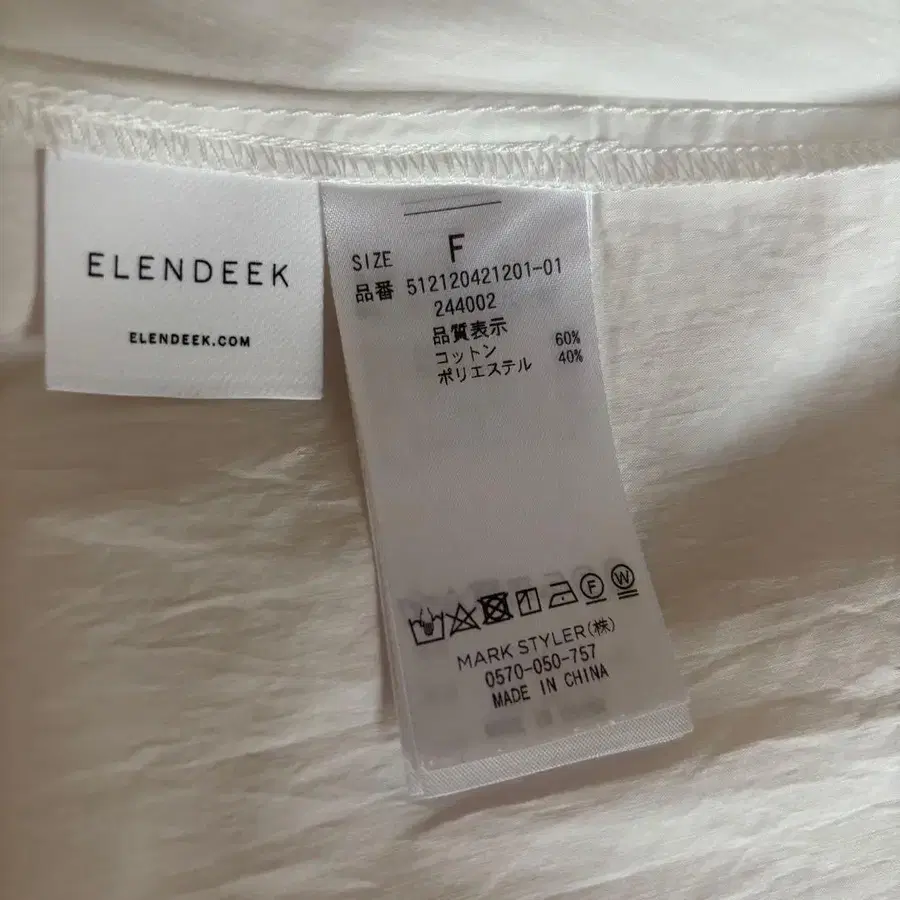 ELENDEEK
ELENDEEK.COM
SIZE F
品番 512120421201-01
244002
品質表示
コットン 60%
ポリエステル 40%
F W
MARK STYLER(株)
0570-050-757
MADE IN CHINA